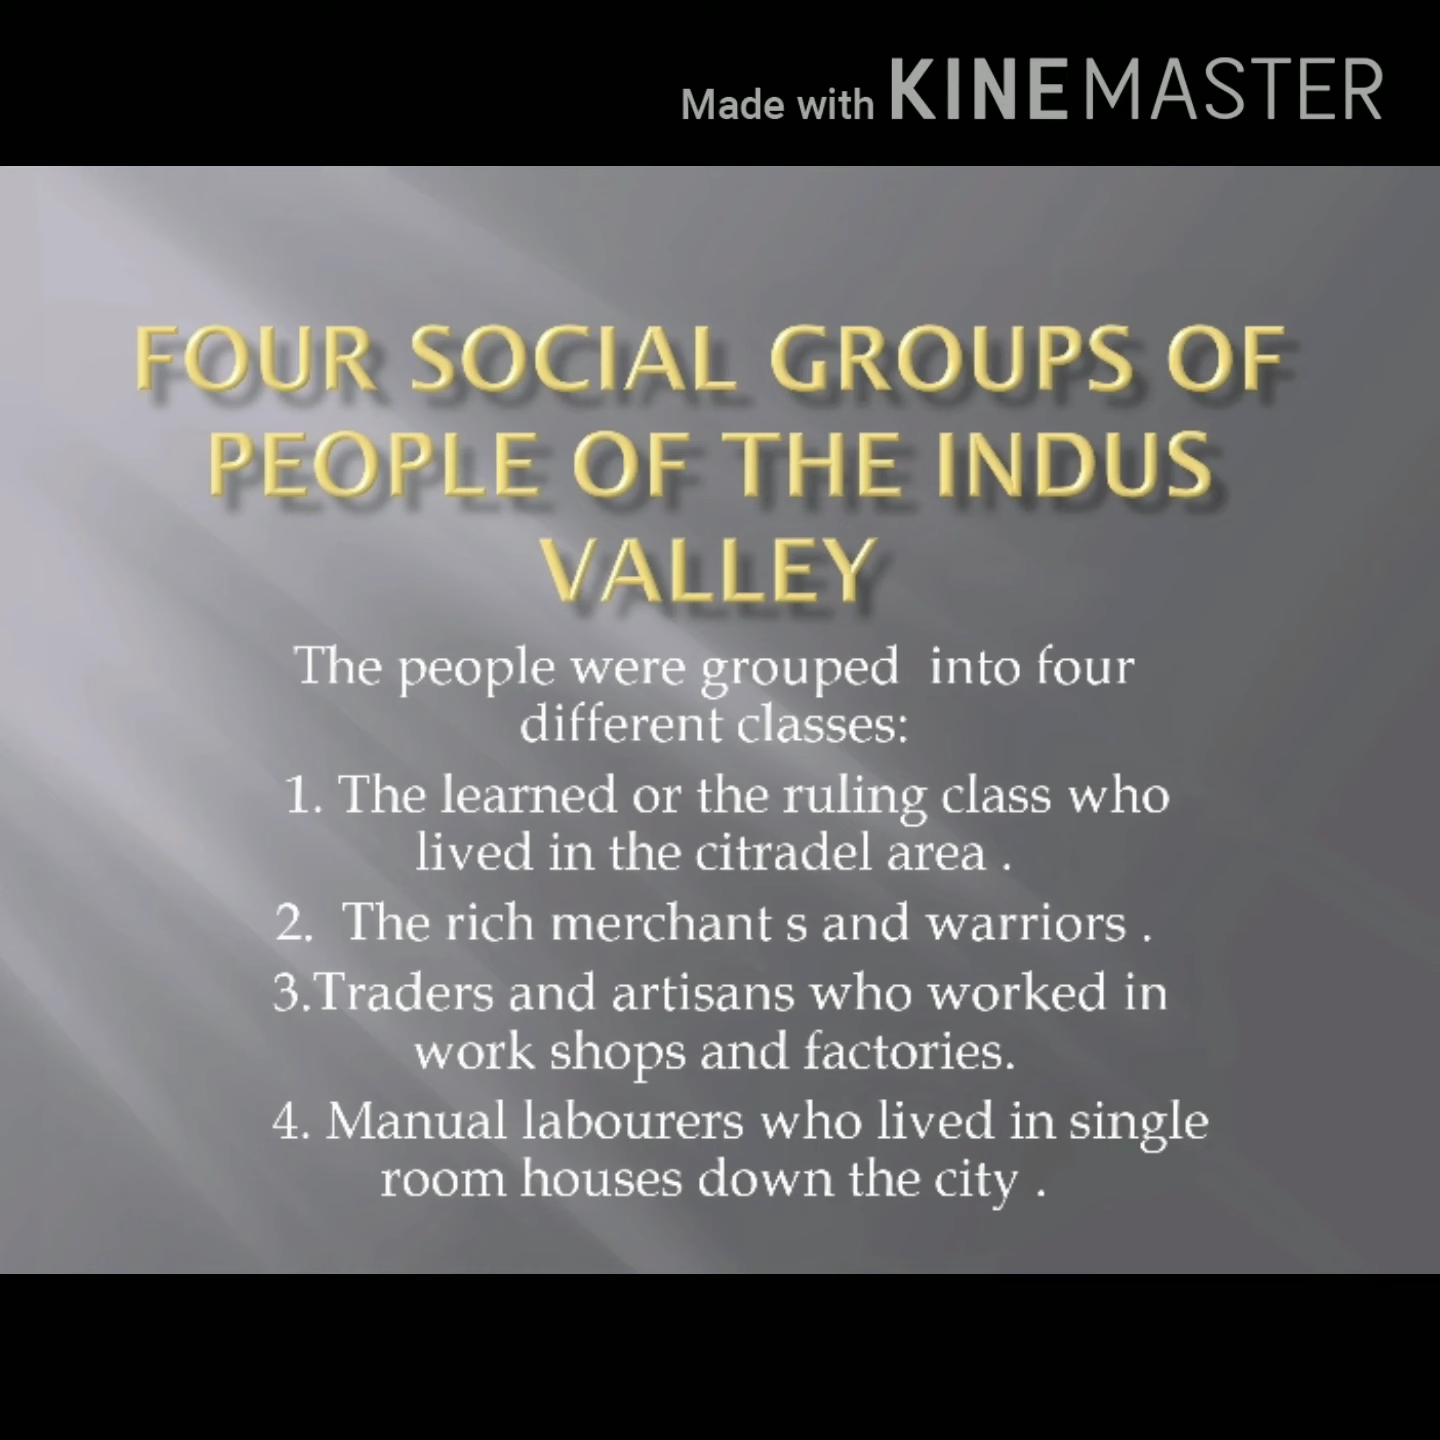 Made with KINEMASTER
FOUR SOCIAL GROUPS OF
PEOPLE OF THE INDUS
VALLEY
The people were grouped  into four
different classes:
1. The learned or the ruling class who
lived in the citradel area .
2.  The rich merchant s and warriors .
3.Traders and artisans who worked in
work shops and factories.
4. Manual labourers who lived in single
room houses down the city .